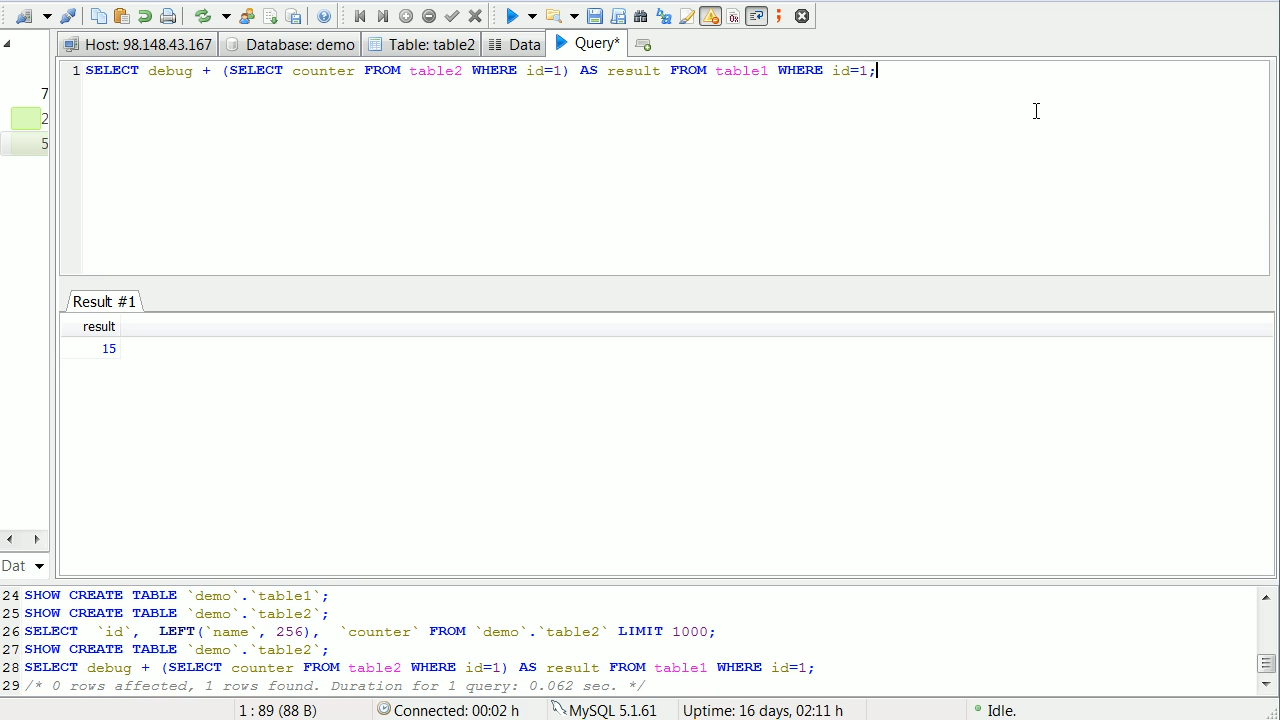 Host: 98.148.43.167 Database: demo Table: table2 Data Query*
7
2
5
1 SELECT debug + (SELECT counter FROM table2 WHERE id=1) AS result FROM table1 WHERE id=1;
Result #1
result
15
Dat
24 SHOW CREATE TABLE `demo`.`table1`;
25 SHOW CREATE TABLE `demo`.`table2`;
26 SELECT `id`, LEFT(`name`, 256), `counter` FROM `demo`.`table2` LIMIT 1000;
27 SHOW CREATE TABLE `demo`.`table2`;
28 SELECT debug + (SELECT counter FROM table2 WHERE id=1) AS result FROM table1 WHERE id=1;
29 /* 0 rows affected, 1 rows found. Duration for 1 query: 0.062 sec. */
1 : 89 (88 B) Connected: 00:02 h MySQL 5.1.61 Uptime: 16 days, 02:11 h Idle.